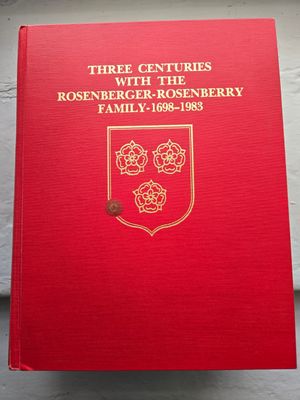 THREE CENTURIES
WITH THE
ROSENBERGER-ROSENBERRY
FAMILY-1698-1983